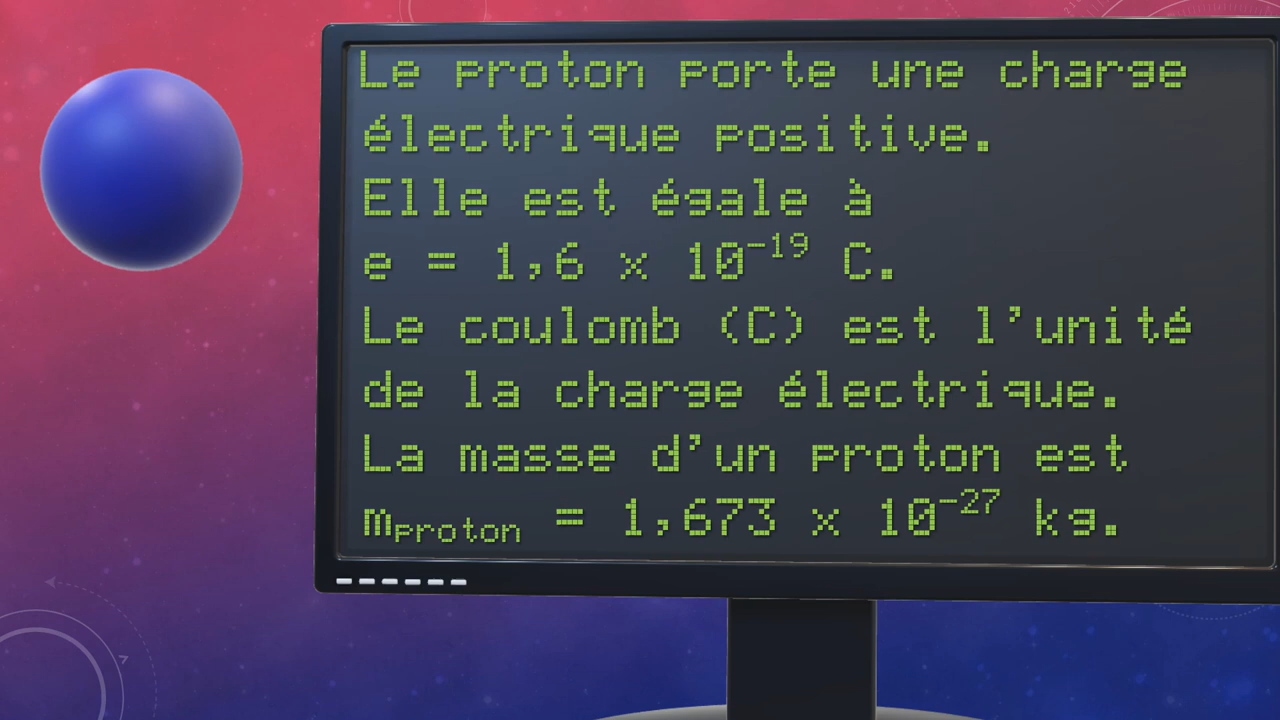 Le proton porte une charge
électrique positive.
Elle est égale à
e = 1,6 x 10⁻¹⁹ C.
Le coulomb (C) est l'unité
de la charge électrique.
La masse d'un proton est
mₚᵣₒₜₒₙ = 1,673 x 10⁻²⁷ kg.